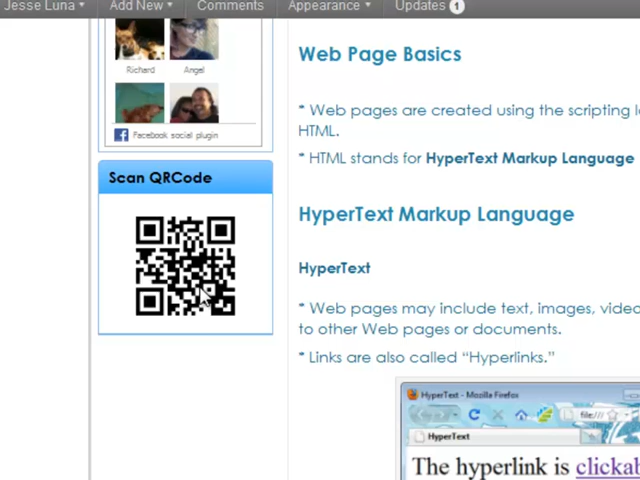 Jesse Luna Add New Comments Appearance Updates 1
Richard Angel
Facebook social plugin
Scan QRCode
Web Page Basics
* Web pages are created using the scripting
HTML.
* HTML stands for HyperText Markup Language
HyperText Markup Language
HyperText
* Web pages may include text, images,
to other Web pages or documents.
* Links are also called “Hyperlinks.”
HyperText - Mozilla Firefox
file:///
HyperText
The hyperlink is